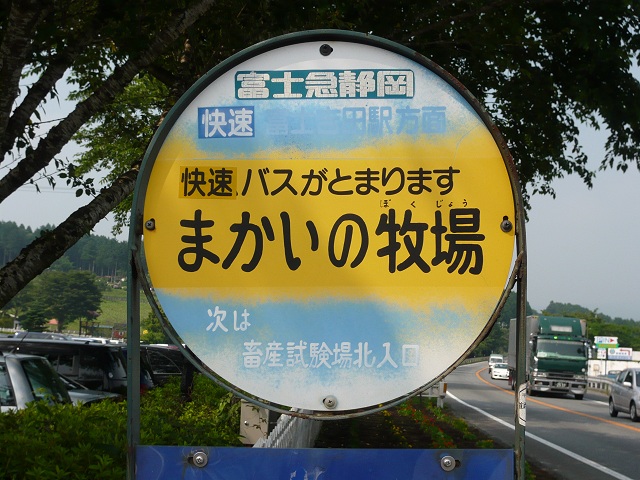 富士急静岡
快速 富士宮駅方面
快速 バスがとまります
ぼくじょう
まかいの牧場
次は
畜産試験場北入口